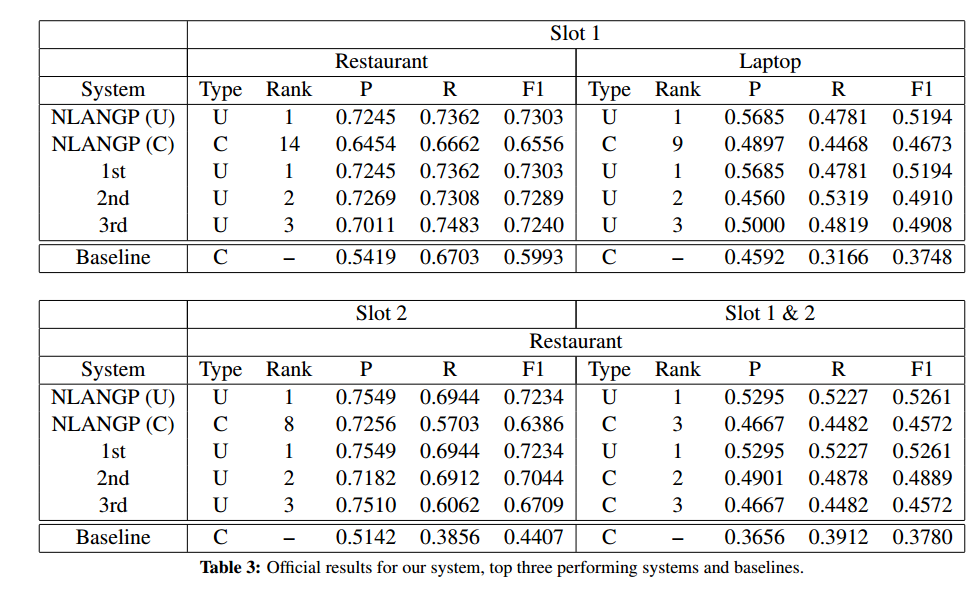 Slot 1
Restaurant Laptop
System Type Rank P R F1 Type Rank P R F1
NLANGP (U) U 1 0.7245 0.7362 0.7303 U 1 0.5685 0.4781 0.5194
NLANGP (C) C 14 0.6454 0.6662 0.6556 C 9 0.4897 0.4468 0.4673
1st U 1 0.7245 0.7362 0.7303 U 1 0.5685 0.4781 0.5194
2nd U 2 0.7269 0.7308 0.7289 U 2 0.4560 0.5319 0.4910
3rd U 3 0.7011 0.7483 0.7240 U 3 0.5000 0.4819 0.4908
Baseline C – 0.5419 0.6703 0.5993 C – 0.4592 0.3166 0.3748
Slot 2 Slot 1 & 2
Restaurant
System Type Rank P R F1 Type Rank P R F1
NLANGP (U) U 1 0.7549 0.6944 0.7234 U 1 0.5295 0.5227 0.5261
NLANGP (C) C 8 0.7256 0.5703 0.6386 C 3 0.4667 0.4482 0.4572
1st U 1 0.7549 0.6944 0.7234 U 1 0.5295 0.5227 0.5261
2nd U 2 0.7182 0.6912 0.7044 C 2 0.4901 0.4878 0.4889
3rd U 3 0.7510 0.6062 0.6709 C 3 0.4667 0.4482 0.4572
Baseline C – 0.5142 0.3856 0.4407 C – 0.3656 0.3912 0.3780
Table 3: Official results for our system, top three performing systems and baselines.